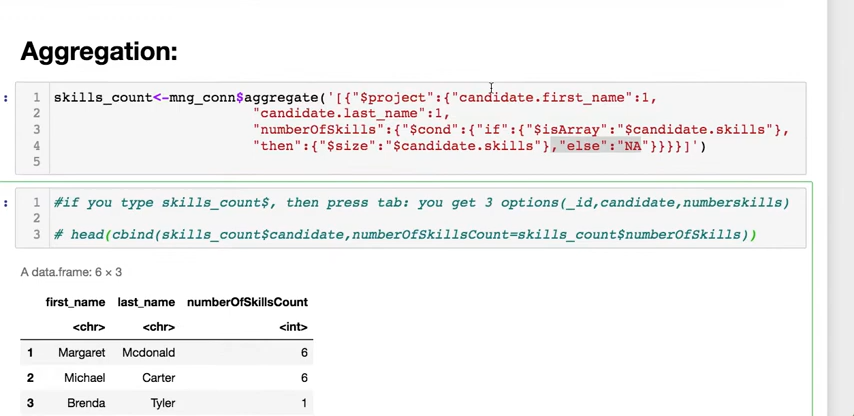 Aggregation:
: 1 skills_count<-mng_conn$aggregate('[{"$project":{"candidate.first_name":1,
2 "candidate.last_name":1,
3 "numberOfSkills":{"$cond":{"if":{"$isArray":"$candidate.skills"},
4 "then":{"$size":"$candidate.skills"},"else":"NA"}}}}]')
5
: 1 #if you type skills_count$, then press tab: you get 3 options(_id,candidate,numberskills)
2
3 # head(cbind(skills_count$candidate,numberOfSkillsCount=skills_count$numberOfSkills))
A data.frame: 6 × 3
first_name last_name numberOfSkillsCount
<chr> <chr> <int>
1 Margaret Mcdonald 6
2 Michael Carter 6
3 Brenda Tyler 1